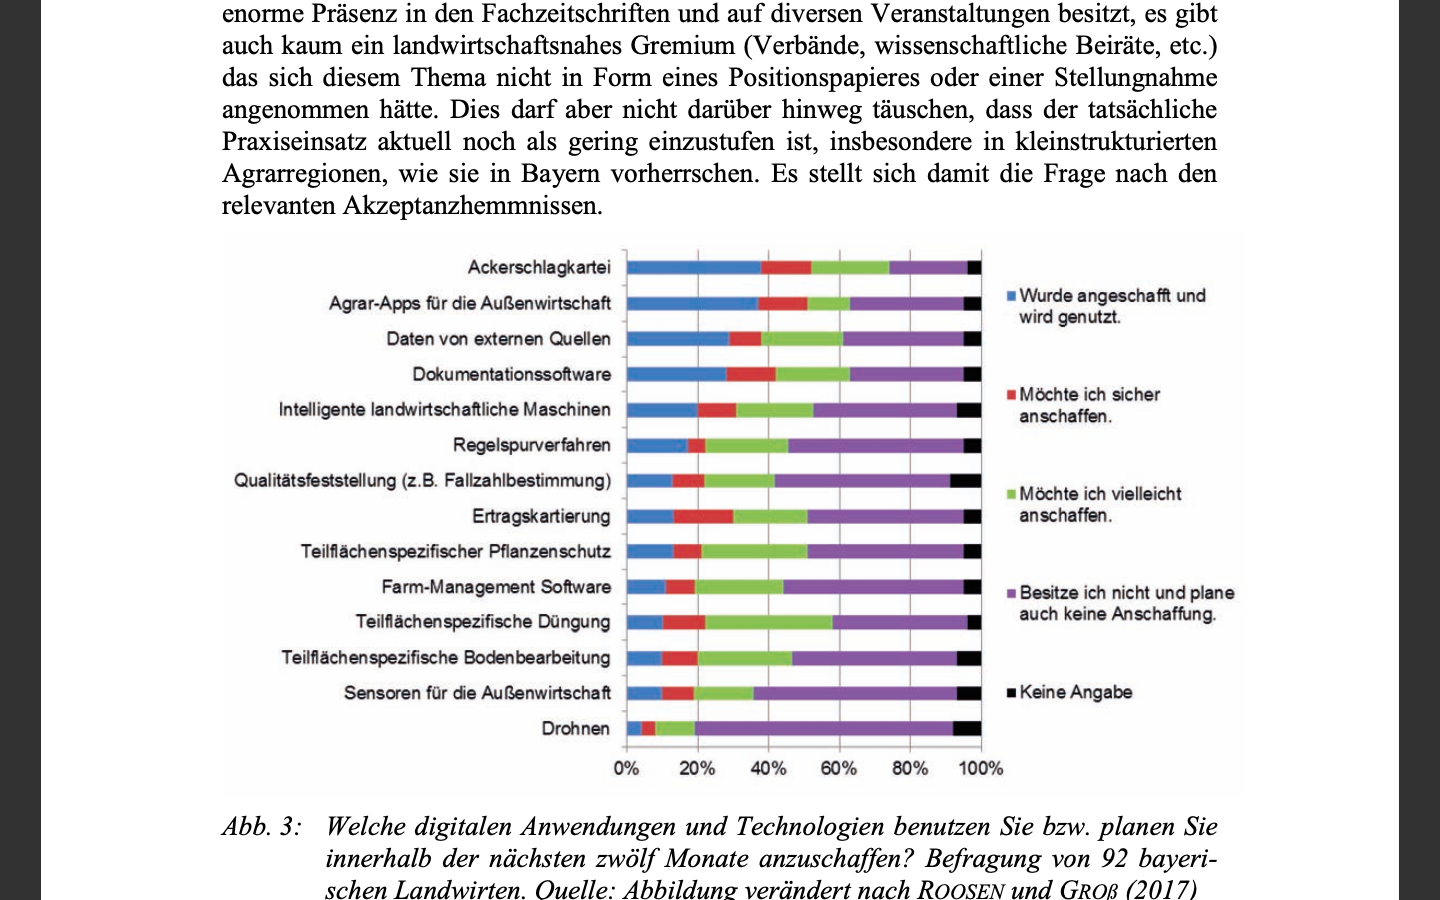 enorme Präsenz in den Fachzeitschriften und auf diversen Veranstaltungen besitzt, es gibt
auch kaum ein landwirtschaftsnahes Gremium (Verbände, wissenschaftliche Beiräte, etc.)
das sich diesem Thema nicht in Form eines Positionspapieres oder einer Stellungnahme
angenommen hätte. Dies darf aber nicht darüber hinweg täuschen, dass der tatsächliche
Praxiseinsatz aktuell noch als gering einzustufen ist, insbesondere in kleinstrukturierten
Agrarregionen, wie sie in Bayern vorherrschen. Es stellt sich damit die Frage nach den
relevanten Akzeptanzhemmnissen.
Ackerschlagkartei
Agrar-Apps für die Außenwirtschaft
Daten von externen Quellen
Dokumentationssoftware
Intelligente landwirtschaftliche Maschinen
Regelspurverfahren
Qualitätsfeststellung (z.B. Fallzahlbestimmung)
Ertragskartierung
Teilflächenspezifischer Pflanzenschutz
Farm-Management Software
Teilflächenspezifische Düngung
Teilflächenspezifische Bodenbearbeitung
Sensoren für die Außenwirtschaft
Drohnen
0% 20% 40% 60% 80% 100%
Wurde angeschafft und
wird genutzt.
Möchte ich sicher
anschaffen.
Möchte ich vielleicht
anschaffen.
Besitze ich nicht und plane
auch keine Anschaffung.
Keine Angabe
Abb. 3: Welche digitalen Anwendungen und Technologien benutzen Sie bzw. planen Sie
innerhalb der nächsten zwölf Monate anzuschaffen? Befragung von 92 bayeri-
schen Landwirten. Quelle: Abbildung verändert nach ROOSEN und GROß (2017)